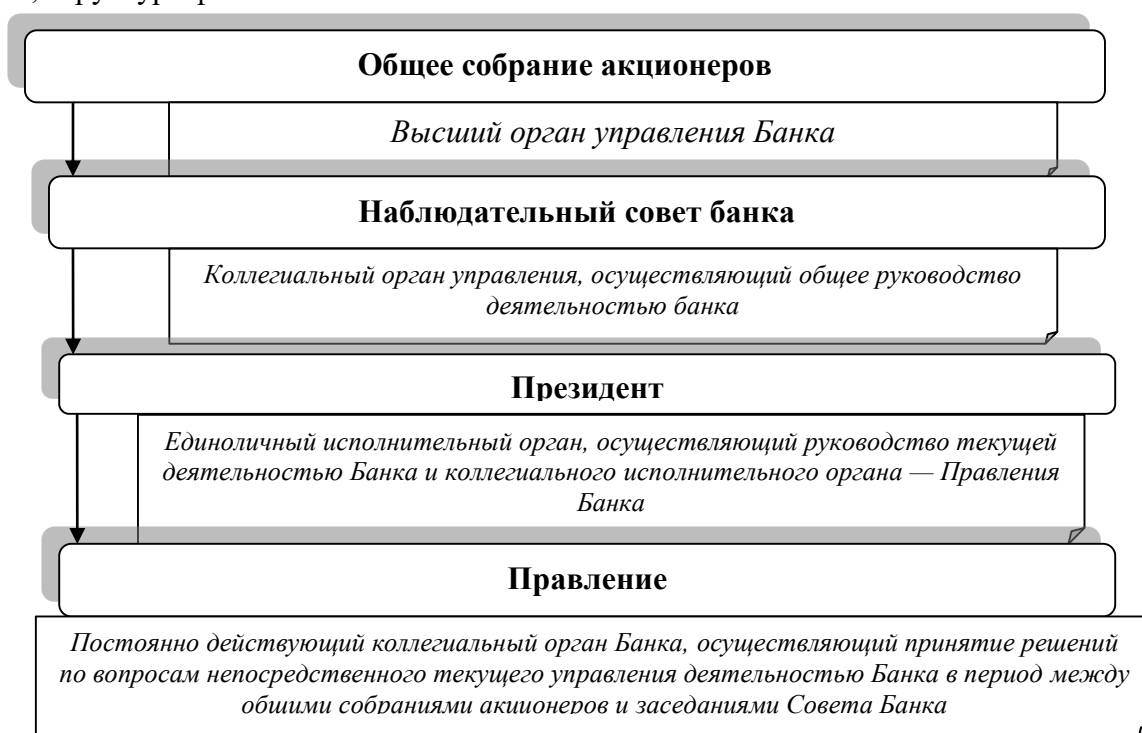 Общее собрание акционеров
Высший орган управления Банка
Наблюдательный совет банка
Коллегиальный орган управления, осуществляющий общее руководство
деятельностью банка
Президент
Единоличный исполнительный орган, осуществляющий руководство текущей
деятельностью Банка и коллегиального исполнительного органа — Правления
Банка
Правление
Постоянно действующий коллегиальный орган Банка, осуществляющий принятие решений
по вопросам непосредственного текущего управления деятельностью Банка в период между
общими собраниями акционеров и заседаниями Совета Банка